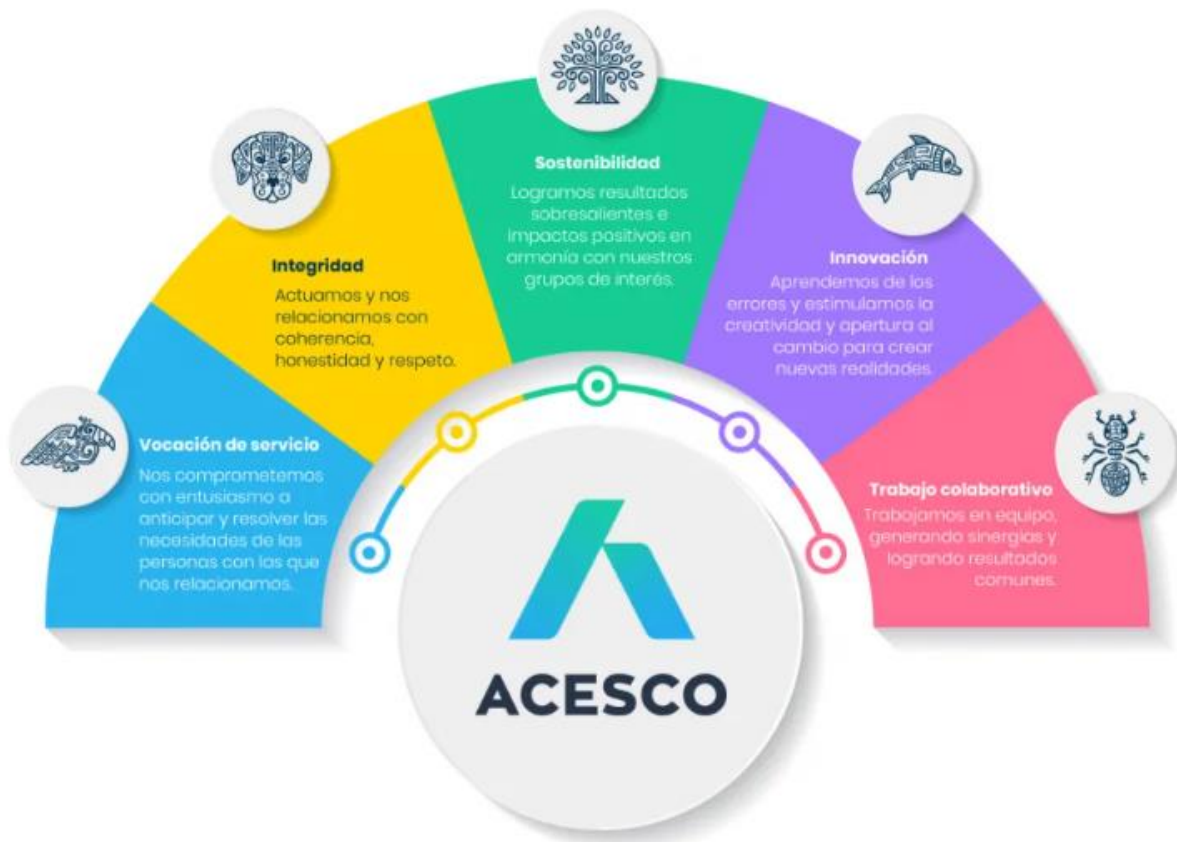 Vocación de servicio
Nos comprometemos
con entusiasmo a
anticipar y resolver las
necesidades de las
personas con las que
nos relacionamos.
Integridad
Actuamos y nos
relacionamos con
coherencia,
honestidad y respeto.
Sostenibilidad
Logramos resultados
sobresalientes e
impactos positivos en
armonía con nuestros
grupos de interés.
Innovación
Aprendemos de los
errores y estimulamos la
creatividad y apertura al
cambio para crear
nuevas realidades.
Trabajo colaborativo
Trabajamos en equipo,
generando sinergias y
logrando resultados
comunes.
ACESCO